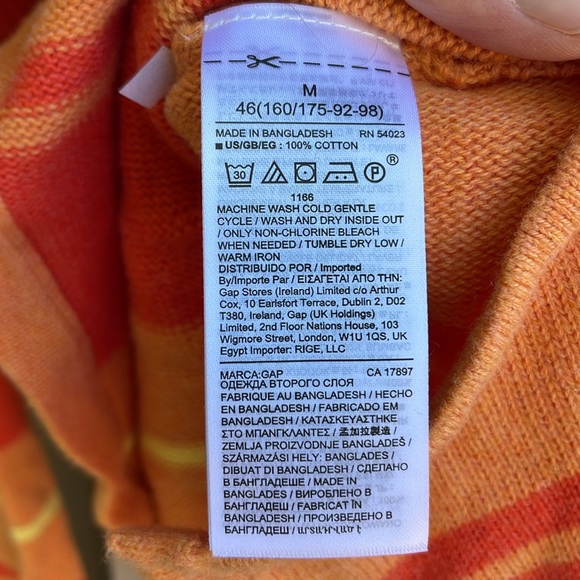 M
46(160/175-92-98)
MADE IN BANGLADESH RN 54023
■ US/GB/EG : 100% COTTON
30 P ®
1166
MACHINE WASH COLD GENTLE
CYCLE / WASH AND DRY INSIDE OUT
/ ONLY NON-CHLORINE BLEACH
WHEN NEEDED / TUMBLE DRY LOW /
WARM IRON
DISTRIBUIDO POR / Imported
By/Importe Par / ΕΙΣΑΓΕΤΑΙ ΑΠΟ ΤΗΝ:
Gap Stores (Ireland) Limited c/o Arthur
Cox, 10 Earlsfort Terrace, Dublin 2, D02
T380, Ireland, Gap (UK Holdings)
Limited, 2nd Floor Nations House, 103
Wigmore Street, London, W1U 1QS, UK
Egypt Importer: RIGE, LLC
MARCA:GAP CA 17897
ОДЕЖДА ВТОРОГО СЛОЯ
FABRIQUE AU BANGLADESH / HECHO
EN BANGLADESH / FABRICADO EM
BANGLADESH / ΚΑΤΑΣΚΕΥΑΣΤΗΚΕ
ΣΤΟ ΜΠΑΝΓΚΛΑΝΤΕΣ / 孟加拉製造 /
ZEMLJA PROIZVODNJE BANGLADEŠ /
SZÁRMAZÁSI HELY: BANGLADES /
DIBUAT DI BANGLADESH / СДЕЛАНО
В БАНГЛАДЕШЕ / MADE IN
BANGLADES / ВИРОБЛЕНО В
БАНГЛАДЕШ / FABRICAT ÎN
BANGLADESH / ПРОИЗВЕДЕНО В
БАНГЛАДЕШ /